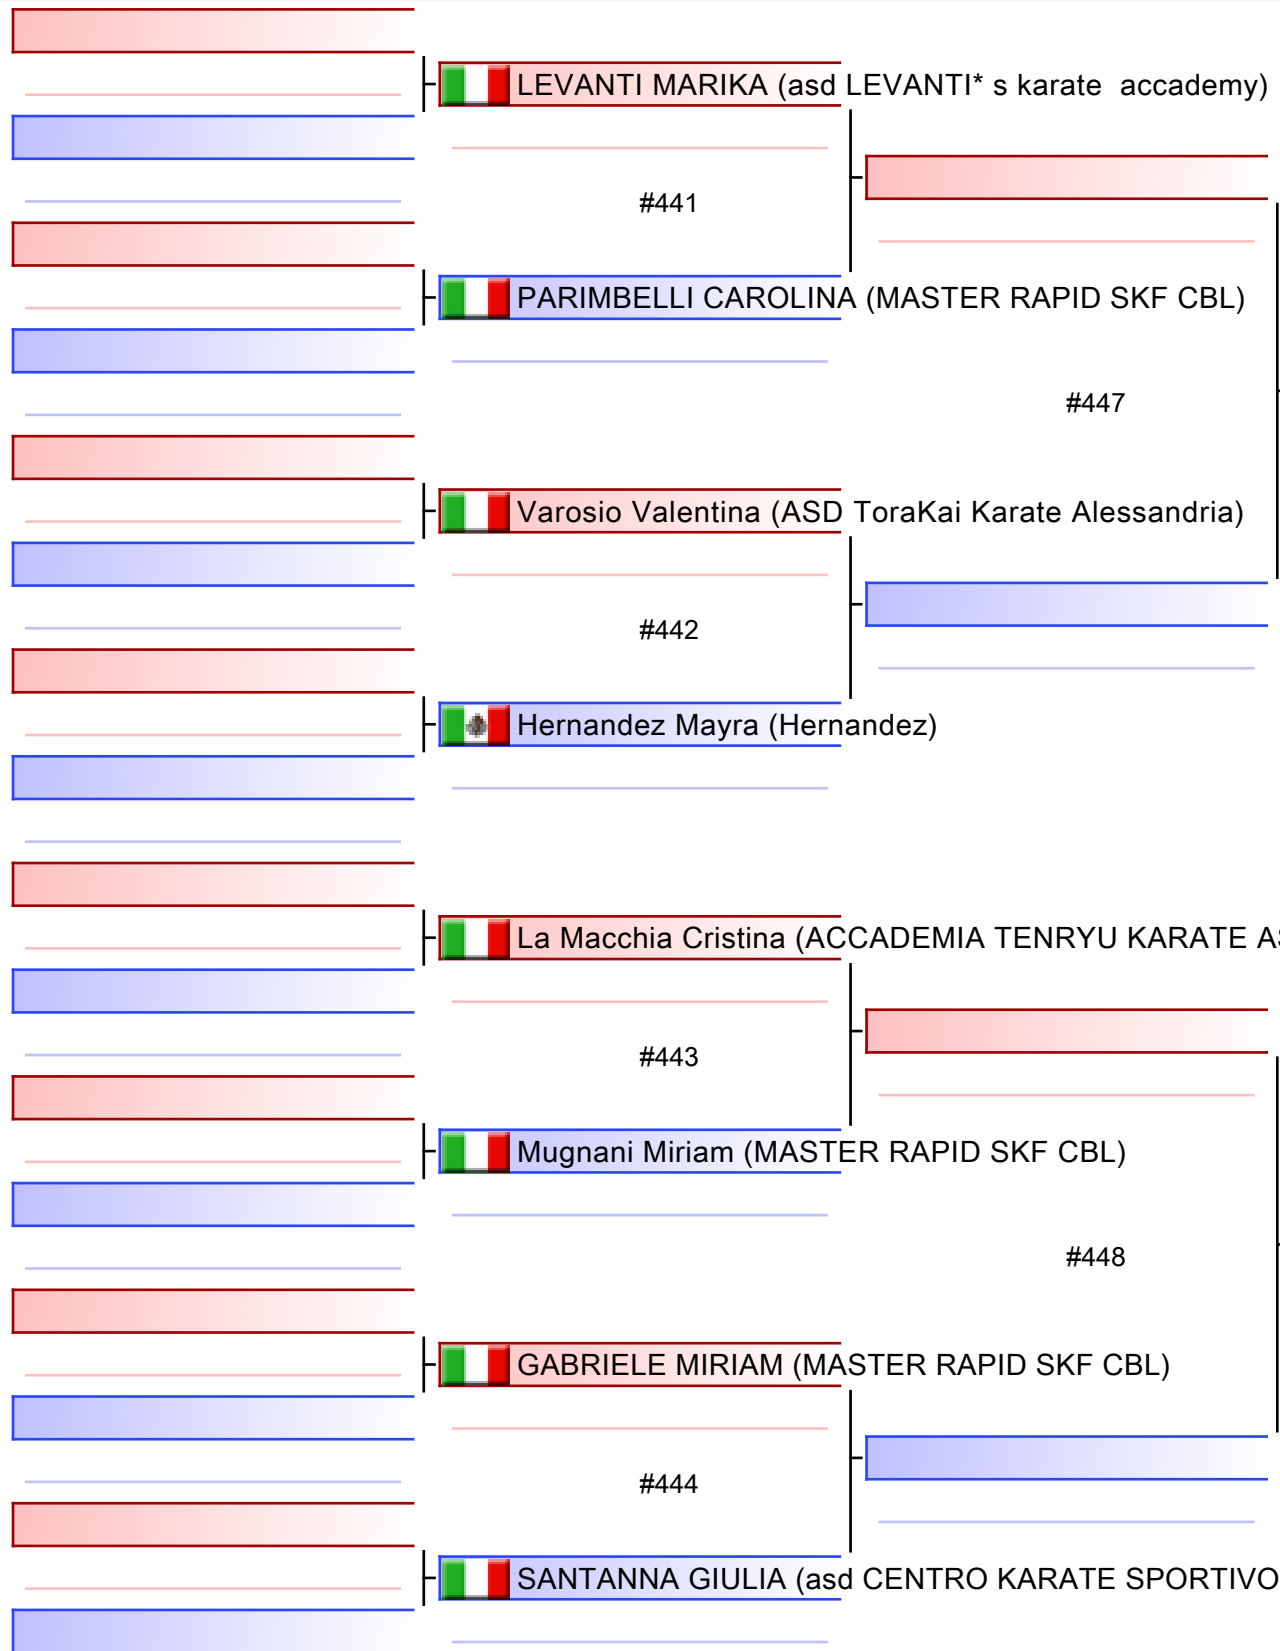 LEVANTI MARIKA (asd LEVANTI* s karate  accademy)
#441
PARIMBELLI CAROLINA (MASTER RAPID SKF CBL)
#447
Varosio Valentina (ASD ToraKai Karate Alessandria)
#442
Hernandez Mayra (Hernandez)
La Macchia Cristina (ACCADEMIA TENRYU KARATE
#443
Mugnani Miriam (MASTER RAPID SKF CBL)
#448
GABRIELE MIRIAM (MASTER RAPID SKF CBL)
#444
SANTANNA GIULIA (asd CENTRO KARATE SPORTIVO